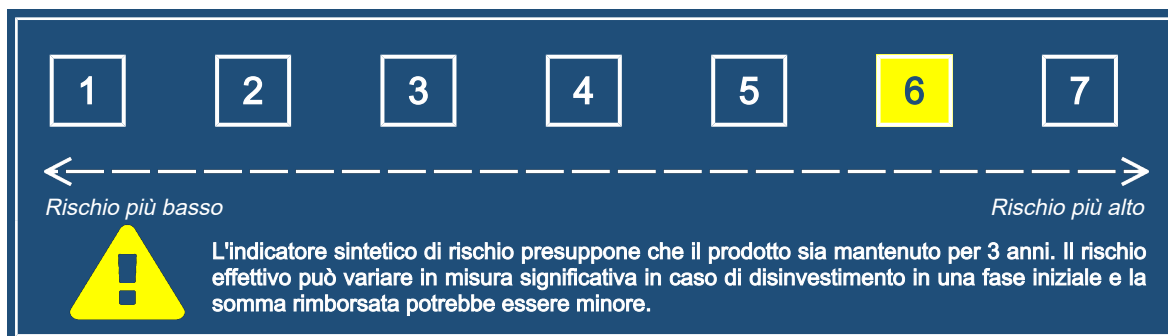 1 2 3 4 5 6 7
Rischio più basso Rischio più alto
L'indicatore sintetico di rischio presuppone che il prodotto sia mantenuto per 3 anni. Il rischio
effettivo può variare in misura significativa in caso di disinvestimento in una fase iniziale e la
somma rimborsata potrebbe essere minore.